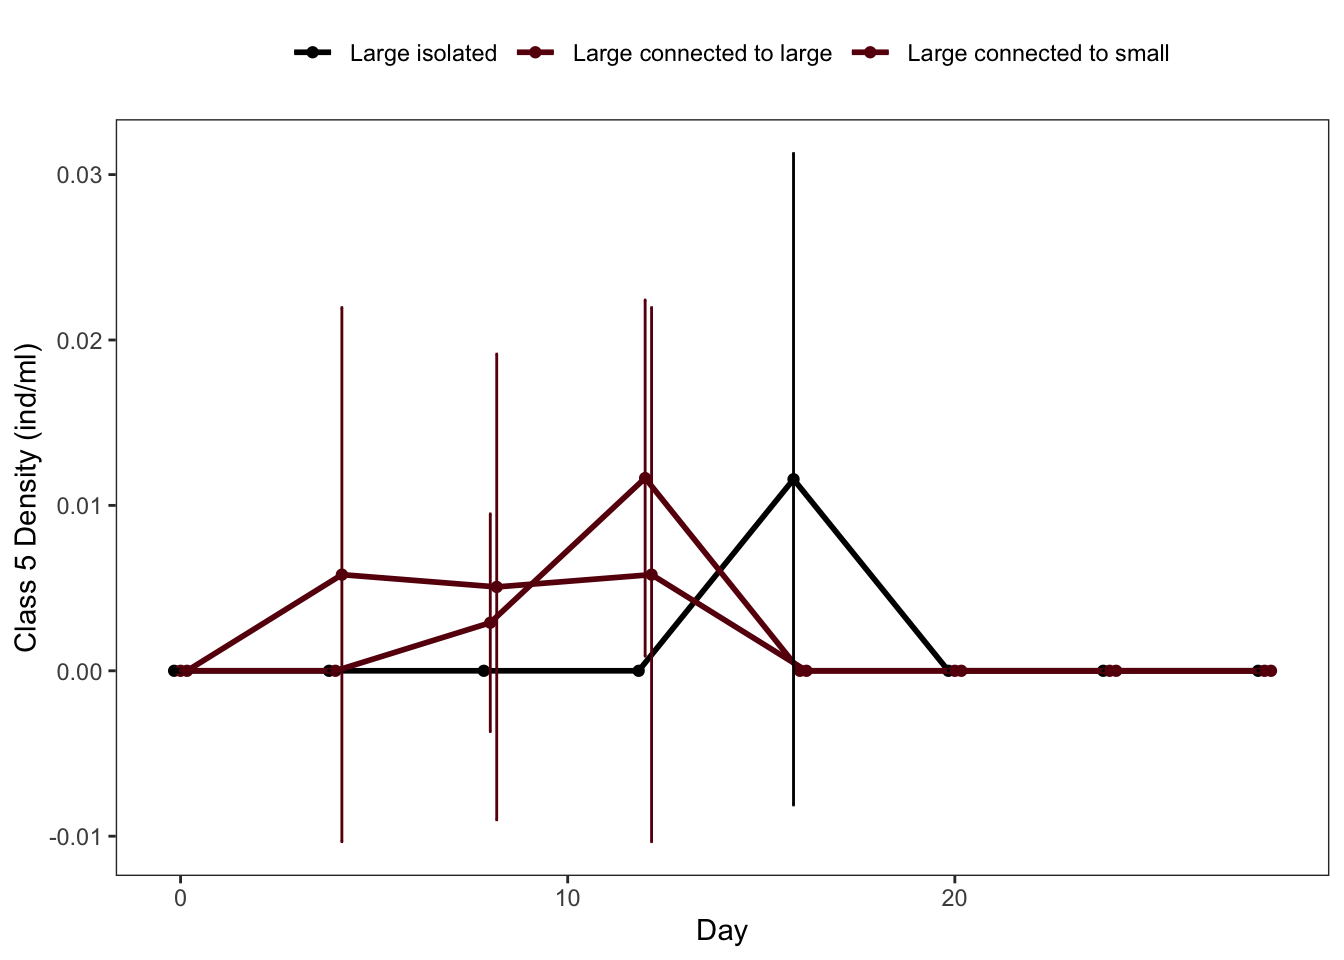 Large isolated Large connected to large Large connected to small
Class 5 Density (ind/ml)
0.03
0.02
0.01
0.00
-0.01
0 10 20
Day